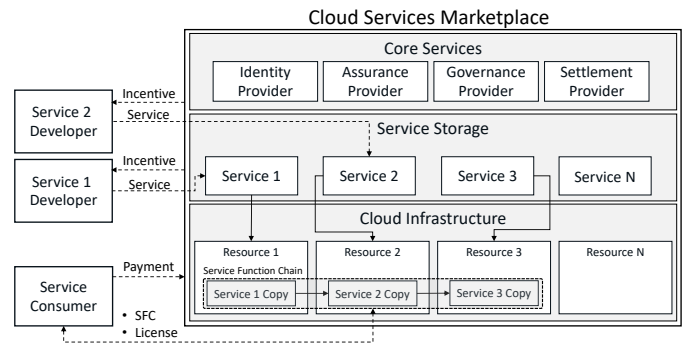 Cloud Services Marketplace
Core Services
Identity
Provider
Assurance
Provider
Governance
Provider
Settlement
Provider
Service 2
Developer
Incentive
Service
Service Storage
Service 1
Developer
Incentive
Service
Service 1
Service 2
Service 3
Service N
Cloud Infrastructure
Resource 1
Resource 2
Resource 3
Resource N
Service Function Chain
Service 1 Copy
Service 2 Copy
Service 3 Copy
Service
Consumer
Payment
• SFC
• License